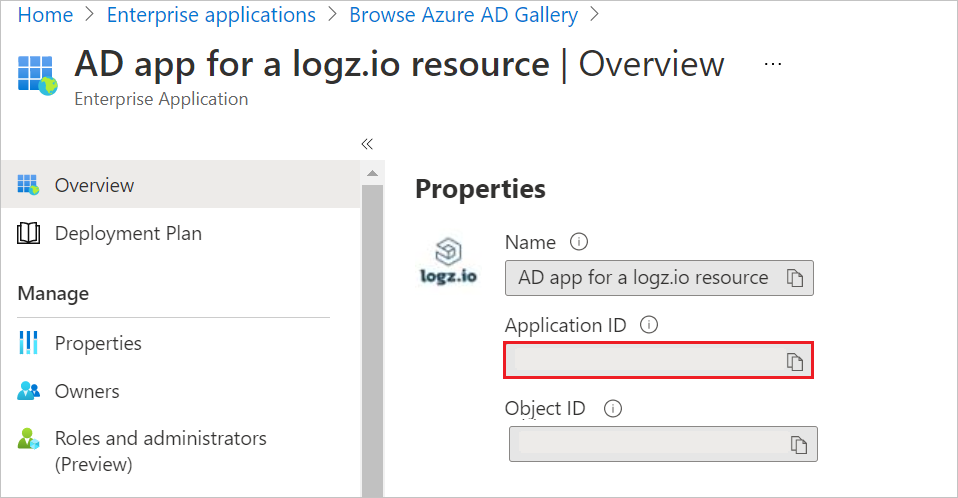 Home > Enterprise applications > Browse Azure AD Gallery >
AD app for a logz.io resource | Overview ...
Enterprise Application
«
Overview
Deployment Plan
Manage
Properties
Owners
Roles and administrators
(Preview)
Properties
logz.io
Name
AD app for a logz.io resource
Application ID
Object ID